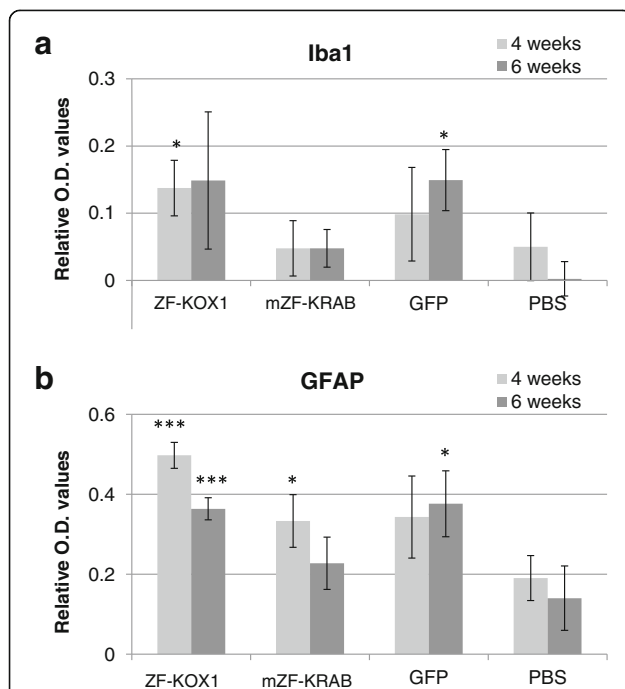 a
Iba1
4 weeks
6 weeks
Relative O.D. values
0.3
0.2
0.1
0
*
*
ZF-KOX1 mZF-KRAB GFP PBS
b
GFAP
4 weeks
6 weeks
Relative O.D. values
0.6
0.4
0.2
0
***
***
*
*
ZF-KOX1 mZF-KRAB GFP PBS